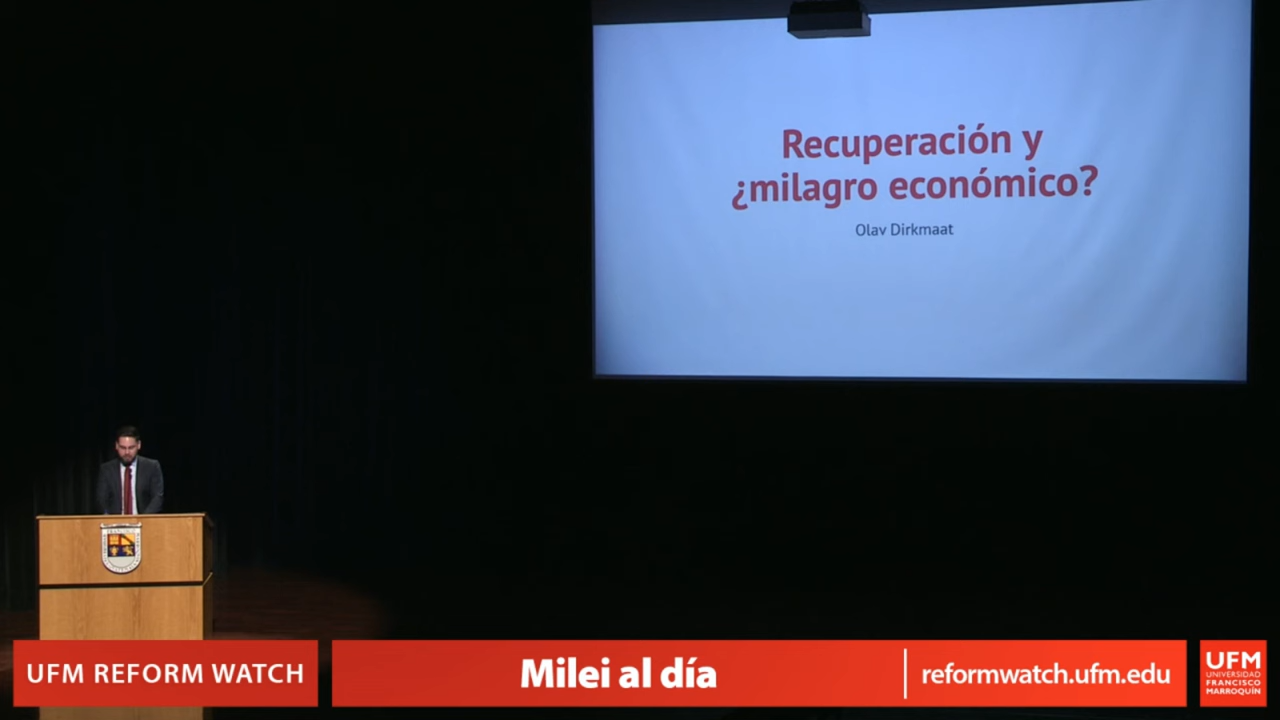 Recuperación y
¿milagro económico?
Olav Dirkmaat
UFM REFORM WATCH
Milei al día
reformwatch.ufm.edu
UFM
UNIVERSIDAD
FRANCISCO
MARROQUÍN